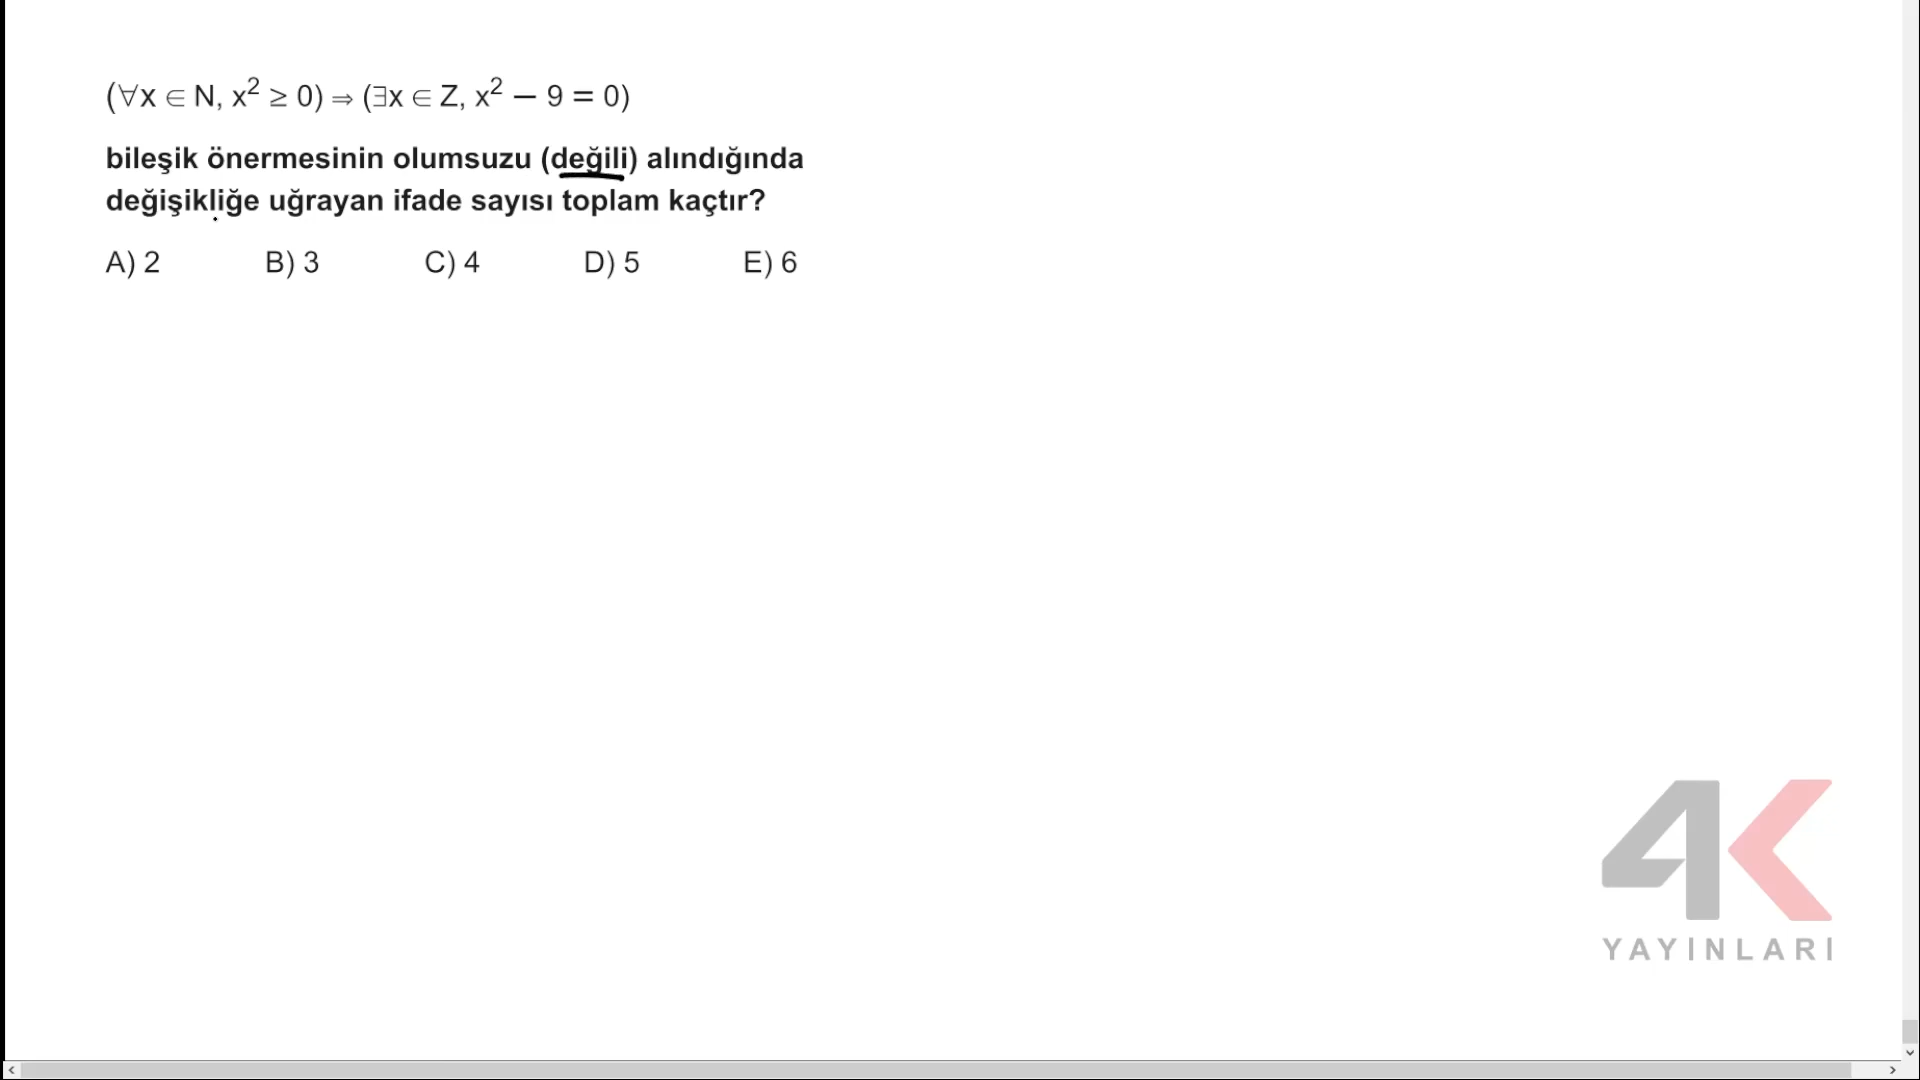 (∀x ∈ N, x² ≥ 0) ⇒ (∃x ∈ Z, x² – 9 = 0)
bileşik önermesinin olumsuzu (değili) alındığında
değişikliğe uğrayan ifade sayısı toplam kaçtır?
A) 2 B) 3 C) 4 D) 5 E) 6
4K
YAYINLARI